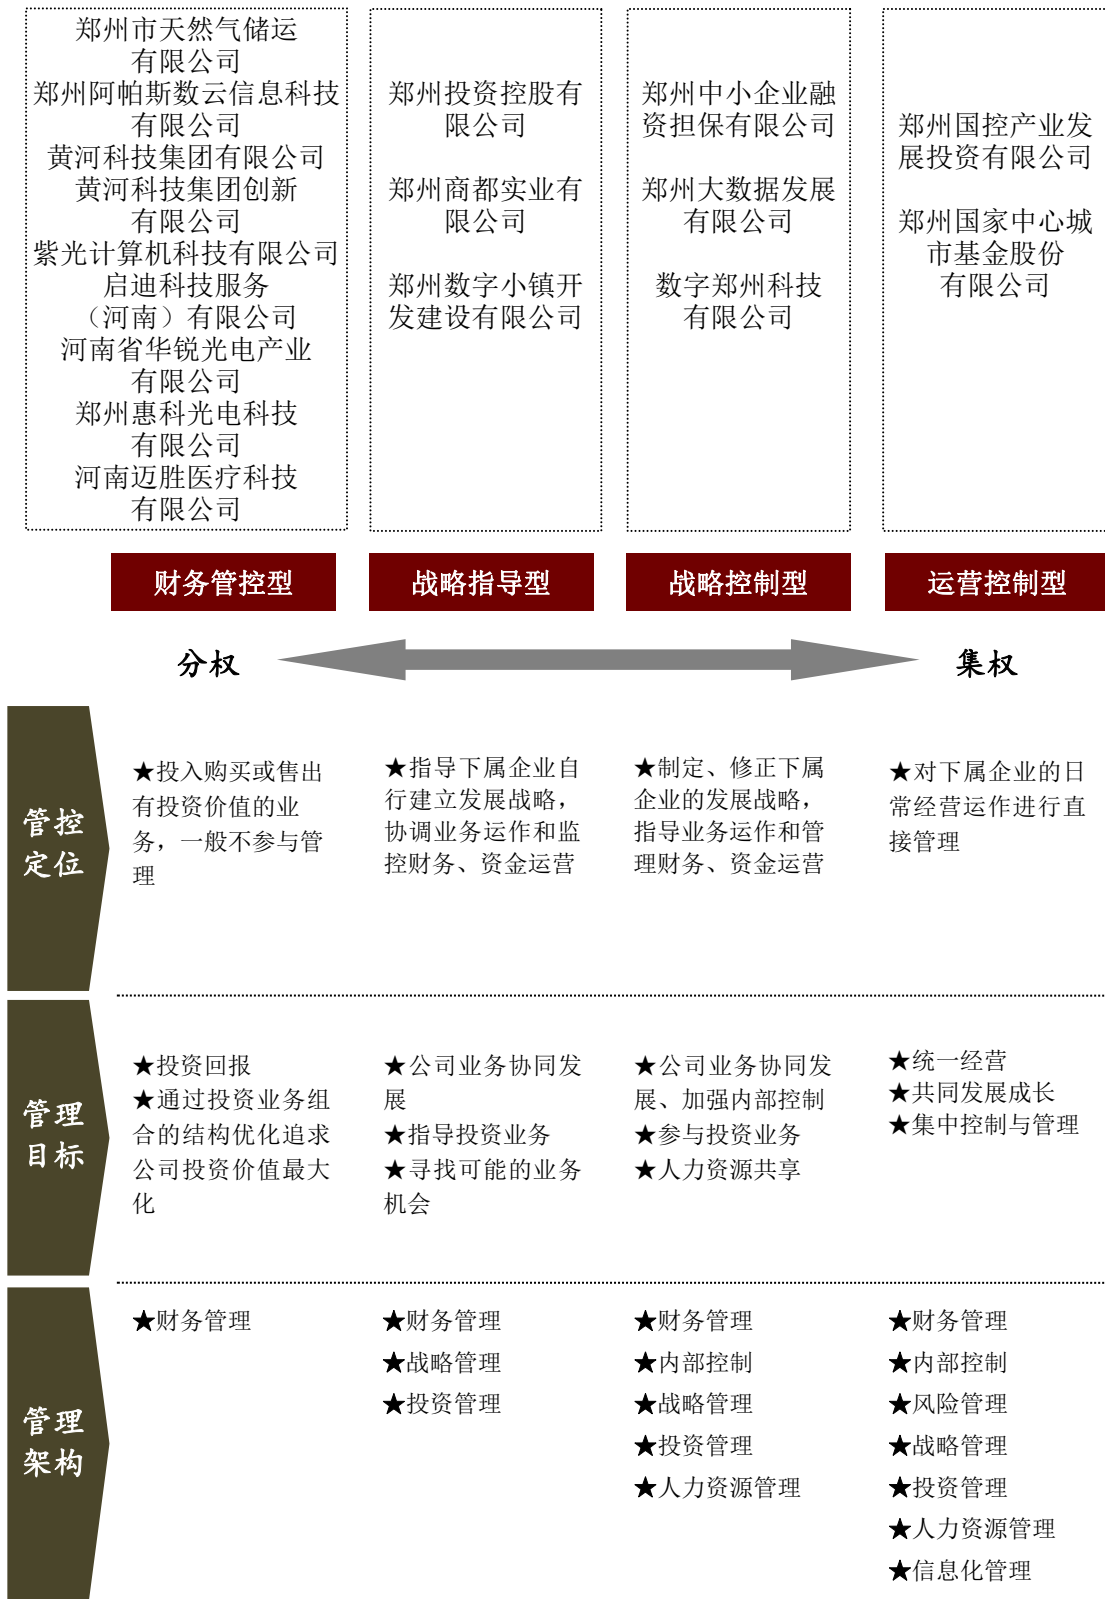 郑州市天然气储运
有限公司
郑州阿帕斯数云信息科技
有限公司
黄河科技集团有限公司
黄河科技集团创新
有限公司
紫光计算机科技有限公司
启迪科技服务
（河南）有限公司
河南省华锐光电产业
有限公司
郑州惠科光电科技
有限公司
河南迈胜医疗科技
有限公司
郑州投资控股有
限公司
郑州商都实业有
限公司
郑州数字小镇开
发建设有限公司
郑州中小企业融
资担保有限公司
郑州大数据发展
有限公司
数字郑州科技
有限公司
郑州国控产业发
展投资有限公司
郑州国家中心城
市基金股份
有限公司
财务管控型
战略指导型
战略控制型
运营控制型
分权
集权
管控
定位
★投入购买或售出
有投资价值的业
务，一般不参与管
理
★指导下属企业自
行建立发展战略，
协调业务运作和监
控财务、资金运营
★制定、修正下属
企业的发展战略，
指导业务运作和管
理财务、资金运营
★对下属企业的日
常经营运作进行直
接管理
管理
目标
★投资回报
★通过投资业务组
合的结构优化追求
公司投资价值最大
化
★公司业务协同发
展
★指导投资业务
★寻找可能的业务
机会
★公司业务协同发
展、加强内部控制
★参与投资业务
★人力资源共享
★统一经营
★共同发展成长
★集中控制与管理
管理
架构
★财务管理
★财务管理
★战略管理
★投资管理
★财务管理
★内部控制
★战略管理
★投资管理
★人力资源管理
★财务管理
★内部控制
★风险管理
★战略管理
★投资管理
★人力资源管理
★信息化管理